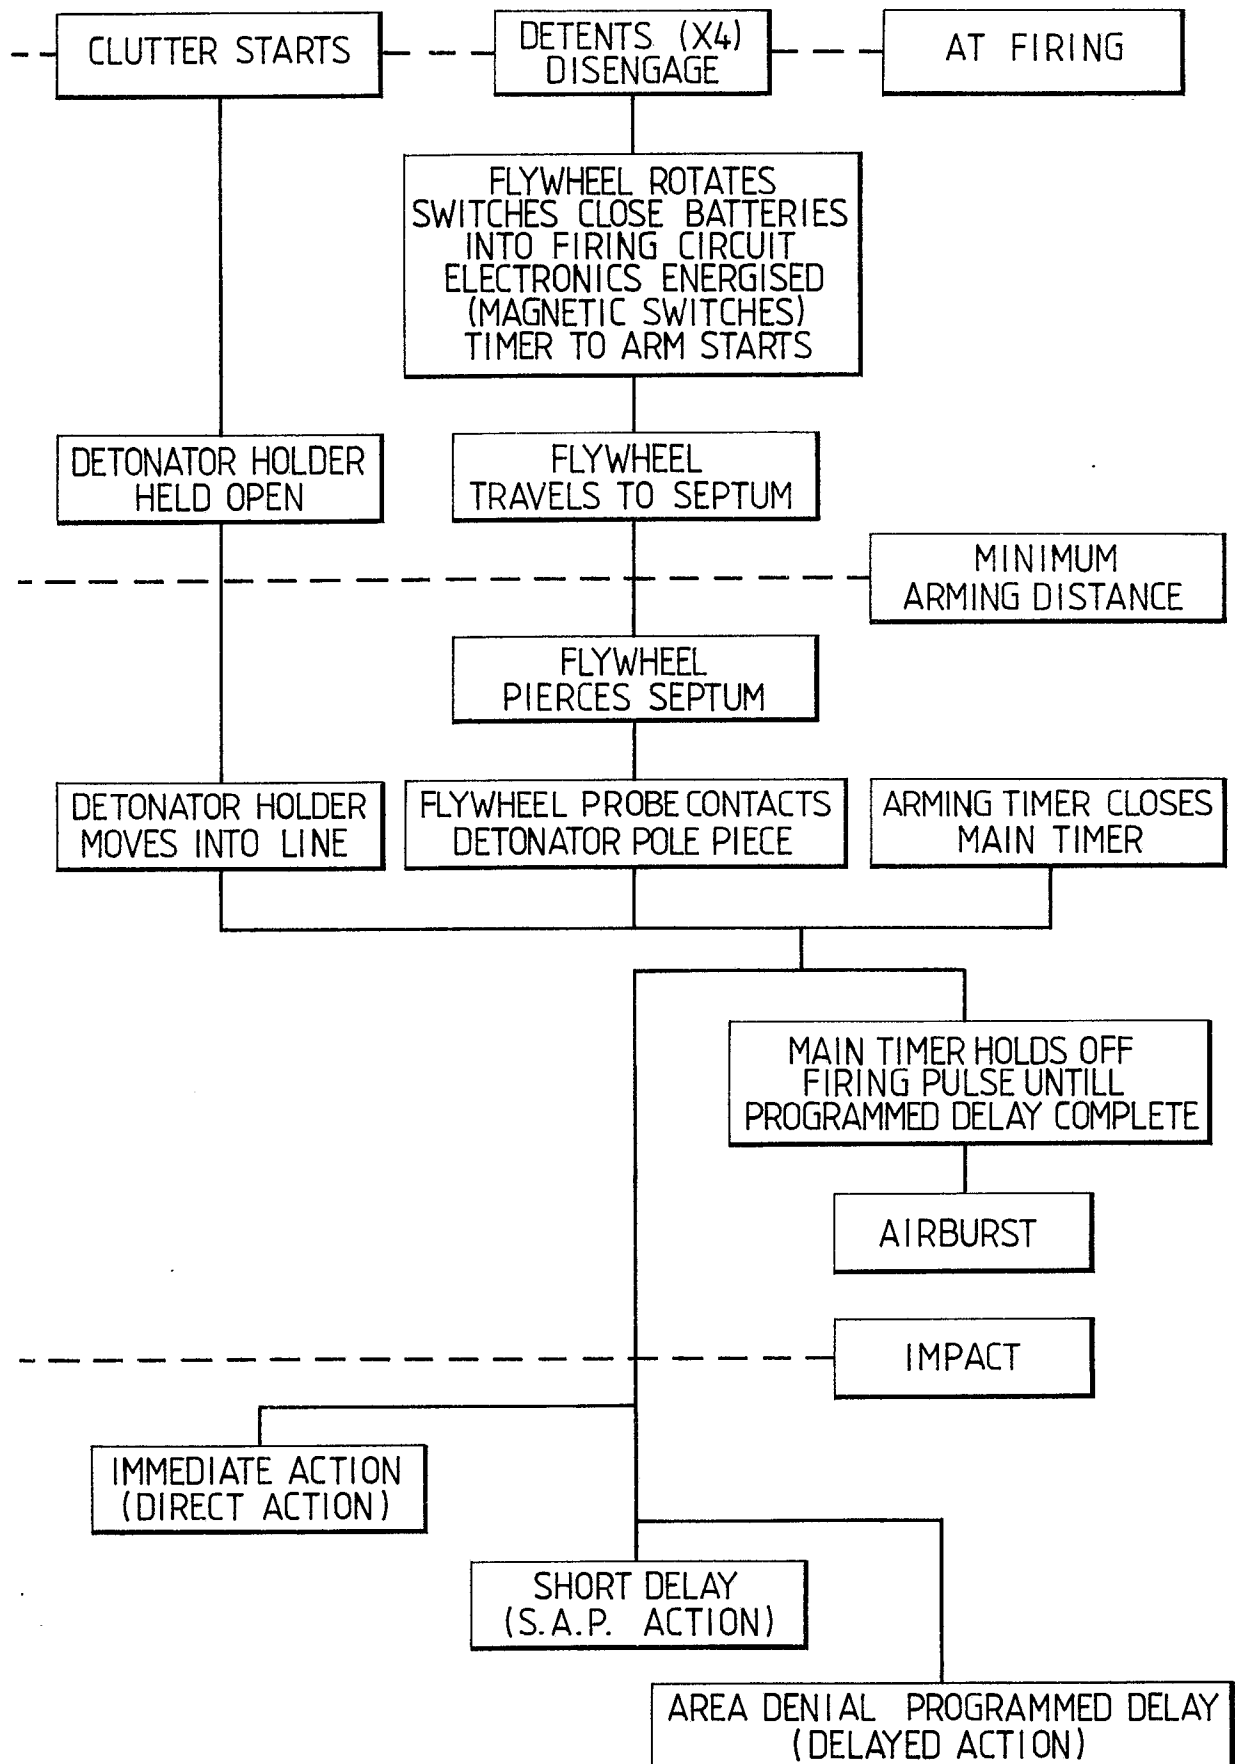 CLUTTER STARTS
DETENTS (X4)
DISENGAGE
AT FIRING
FLYWHEEL ROTATES
SWITCHES CLOSE BATTERIES
INTO FIRING CIRCUIT
ELECTRONICS ENERGISED
(MAGNETIC SWITCHES)
TIMER TO ARM STARTS
DETONATOR HOLDER
HELD OPEN
FLYWHEEL
TRAVELS TO SEPTUM
MINIMUM
ARMING DISTANCE
FLYWHEEL
PIERCES SEPTUM
DETONATOR HOLDER
MOVES INTO LINE
FLYWHEEL PROBE CONTACTS
DETONATOR POLE PIECE
ARMING TIMER CLOSES
MAIN TIMER
MAIN TIMER HOLDS OFF
FIRING PULSE UNTILL
PROGRAMMED DELAY COMPLETE
AIRBURST
IMPACT
IMMEDIATE ACTION
(DIRECT ACTION)
SHORT DELAY
(S.A.P. ACTION)
AREA DENIAL PROGRAMMED DELAY
(DELAYED ACTION)